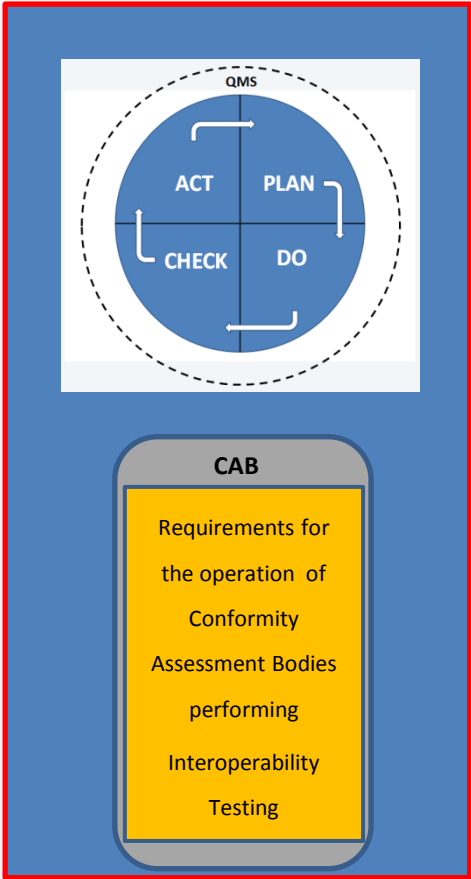 QMS
ACT PLAN
CHECK DO
CAB
Requirements for
the operation of
Conformity
Assessment Bodies
performing
Interoperability
Testing